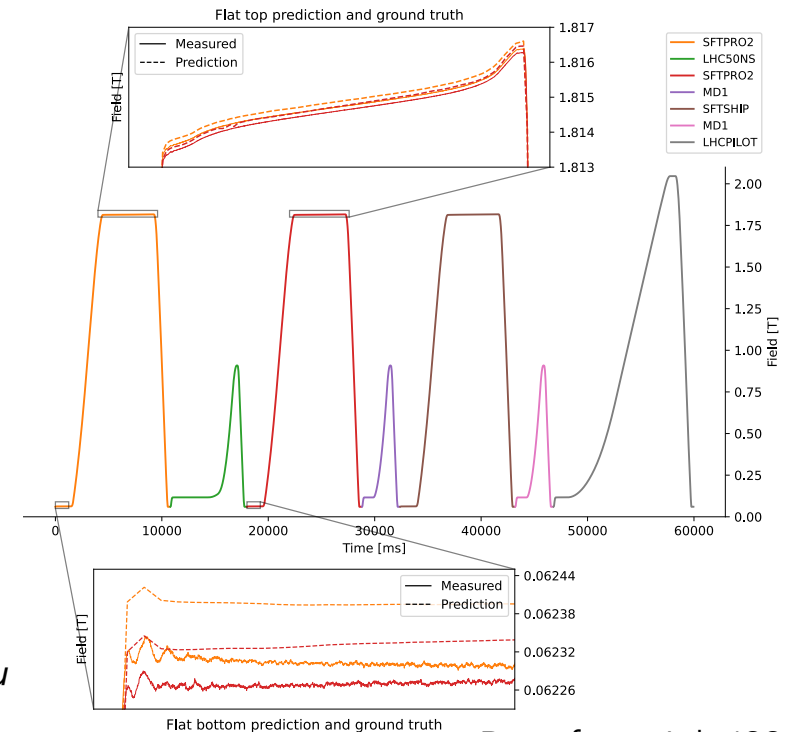 Flat top prediction and ground truth
Measured
Prediction
Field [T]
1.817
1.816
1.815
1.814
1.813
SFTPRO2
LHC50NS
SFTPRO2
MD1
SFTSHIP
MD1
LHCPILOT
2.00
1.75
1.50
1.25
1.00
0.75
0.50
0.25
0.00
Field [T]
0 10000 20000 30000 40000 50000 60000
Time [ms]
Measured
Prediction
Field [T]
0.06244
0.06238
0.06232
0.06226
Flat bottom prediction and ground truth